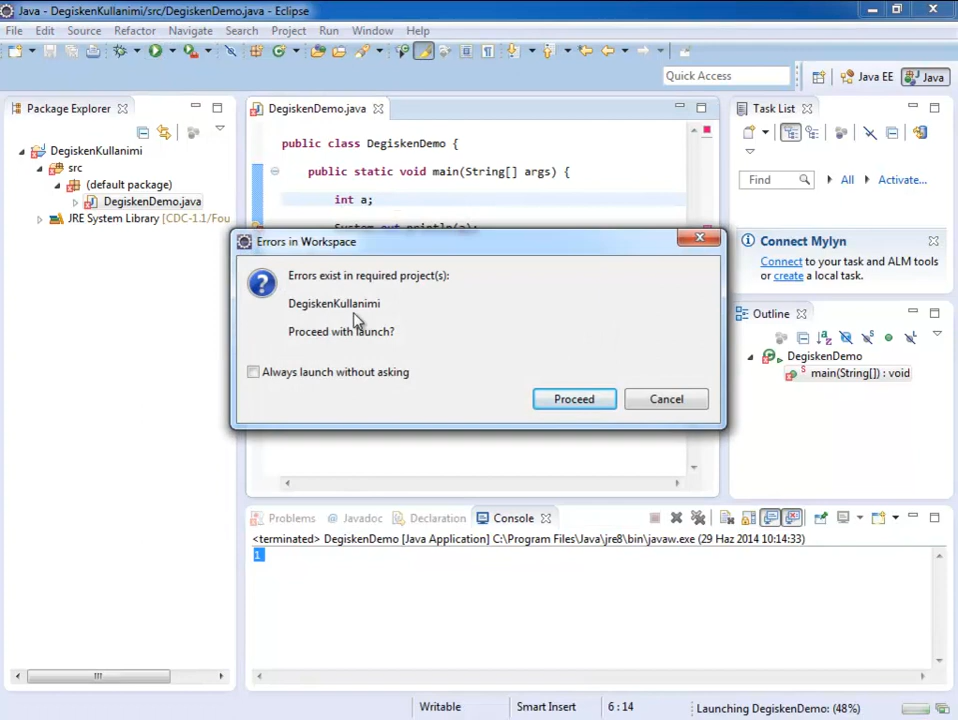 Java - DegiskenKullanimi/src/DegiskenDemo.java - Eclipse
File Edit Source Refactor Navigate Search Project Run Window Help
Quick Access
Java EE
Java
Package Explorer
DegiskenKullanimi
src
(default package)
DegiskenDemo.java
JRE System Library [CDC-1.1/Fou
DegiskenDemo.java
public class DegiskenDemo {
public static void main(String[] args) {
int a;
Task List
Find
All
Activate...
Connect Mylyn
Connect to your task and ALM tools
or create a local task.
Outline
DegiskenDemo
main(String[]) : void
Errors in Workspace
Errors exist in required project(s):
DegiskenKullanimi
Proceed with launch?
Always launch without asking
Proceed
Cancel
Problems
@ Javadoc
Declaration
Console
<terminated> DegiskenDemo [Java Application] C:\Program Files\Java\jre8\bin\javaw.exe (29 Haz 2014 10:14:33)
1
Writable
Smart Insert
6 : 14
Launching DegiskenDemo: (48%)